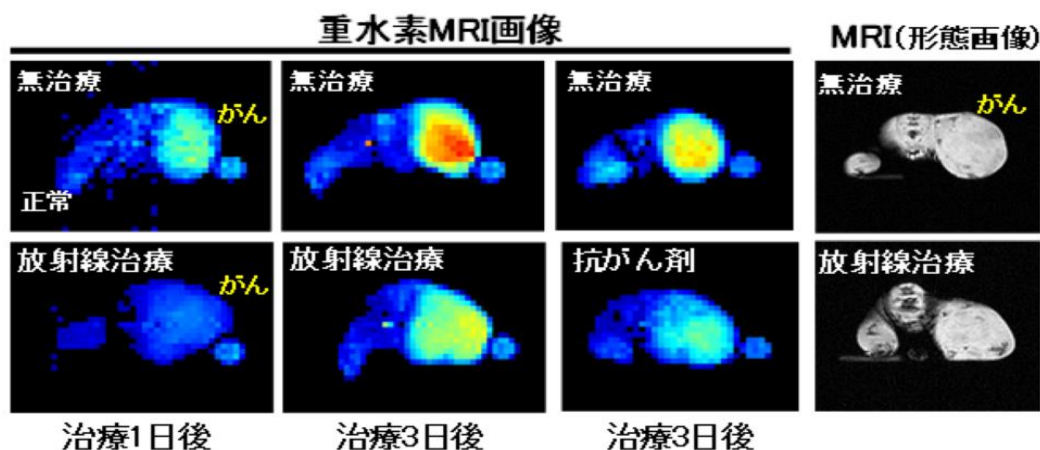 重水素MRI画像
MRI(形態画像)
無治療
がん
正常
無治療
無治療
無治療
がん
放射線治療
がん
放射線治療
抗がん剤
放射線治療
治療1日後
治療3日後
治療3日後